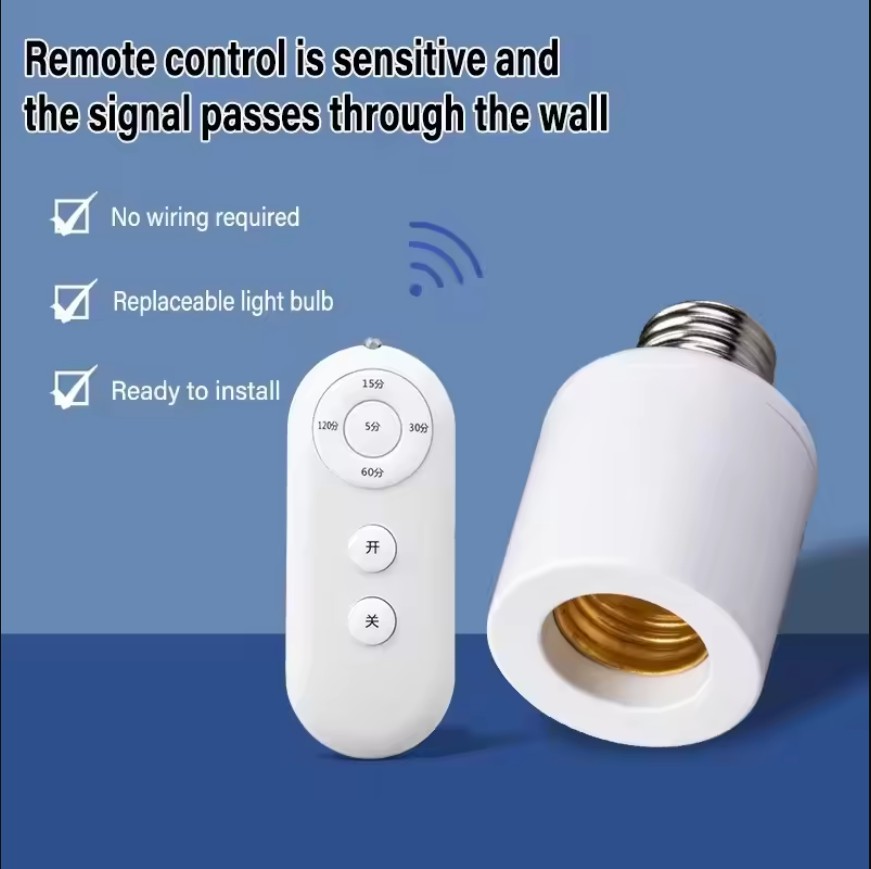 Remote control is sensitive and
the signal passes through the wall
No wiring required
Replaceable light bulb
Ready to install
15分
120分 5分 30分
60分
开
关